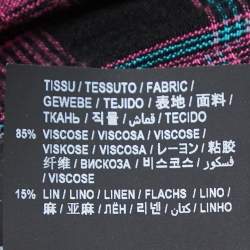 TISSU / TESSUTO / FABRIC /
GEWEBE / TEJIDO / 表地 / 面料 /
ТКАНЬ / 직물 / قماش / TECIDO
85% VISCOSE / VISCOSA / VISCOSE /
VISKOSE / VISCOSA / レーヨン / 粘胶
纤维 / ВИСКОЗА / 비스코스 / فسكوز /
VISCOSE
15% LIN / LINO / LINEN / FLACHS / LINO /
麻 / 亚麻 / ЛЁН / 리넨 / كتان / LINHO